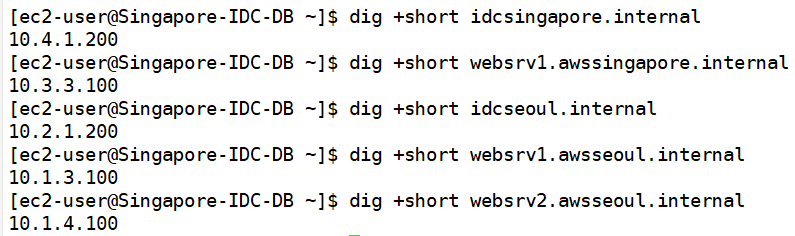 [ec2-user@Singapore-IDC-DB ~]$ dig +short idcsingapore.internal
10.4.1.200
[ec2-user@Singapore-IDC-DB ~]$ dig +short websrv1.awssingapore.internal
10.3.3.100
[ec2-user@Singapore-IDC-DB ~]$ dig +short idcseoul.internal
10.2.1.200
[ec2-user@Singapore-IDC-DB ~]$ dig +short websrv1.awsseoul.internal
10.1.3.100
[ec2-user@Singapore-IDC-DB ~]$ dig +short websrv2.awsseoul.internal
10.1.4.100